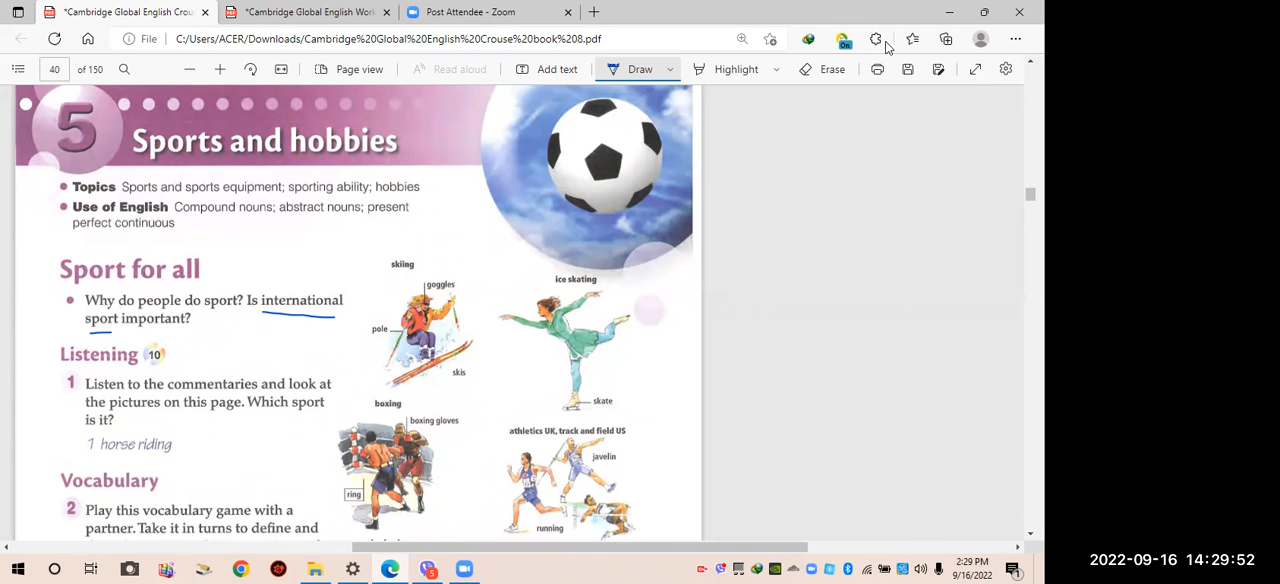 *Cambridge Global English Crou
*Cambridge Global English Work
Post Attendee - Zoom
File
C:/Users/ACER/Downloads/Cambridge%20Global%20English%20Crouse%20book%208.pdf
On
40 of 150
Page view
Read aloud
Add text
Draw
Highlight
Erase
5 Sports and hobbies
Topics Sports and sports equipment; sporting ability; hobbies
Use of English Compound nouns; abstract nouns; present
perfect continuous
Sport for all
Why do people do sport? Is international
sport important?
Listening 10
1 Listen to the commentaries and look at
the pictures on this page. Which sport
is it?
1 horse riding
Vocabulary
2 Play this vocabulary game with a
partner. Take it in turns to define and
skiing
goggles
pole
skis
ice skating
skate
boxing
boxing gloves
ring
athletics UK, track and field US
javelin
running
5
2:29 PM
9/16/2022
1
2022-09-16 14:29:52